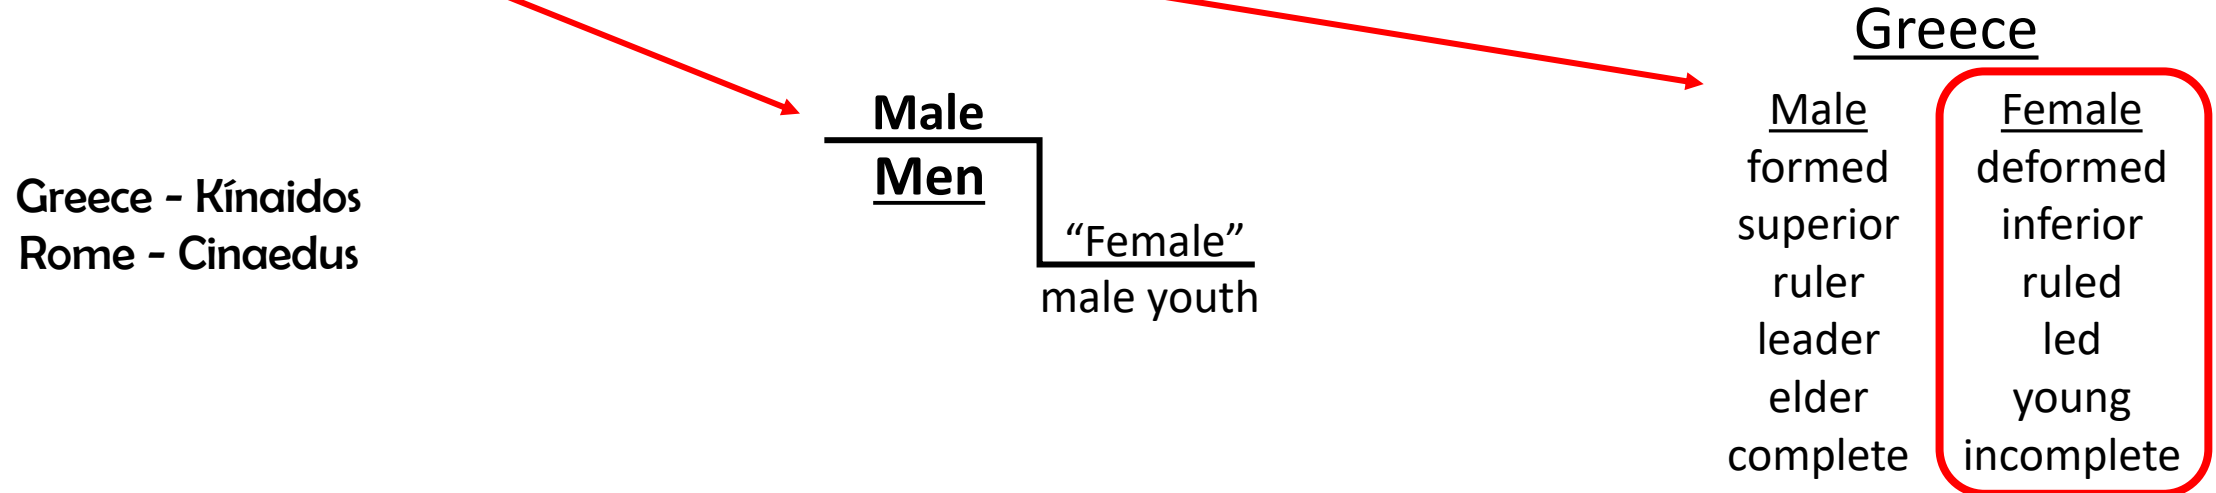 Greece - Kínaidos
Rome - Cinaedus
Male
Men
“Female”
male youth
Greece
Male Female
formed deformed
superior inferior
ruler ruled
leader led
elder young
complete incomplete